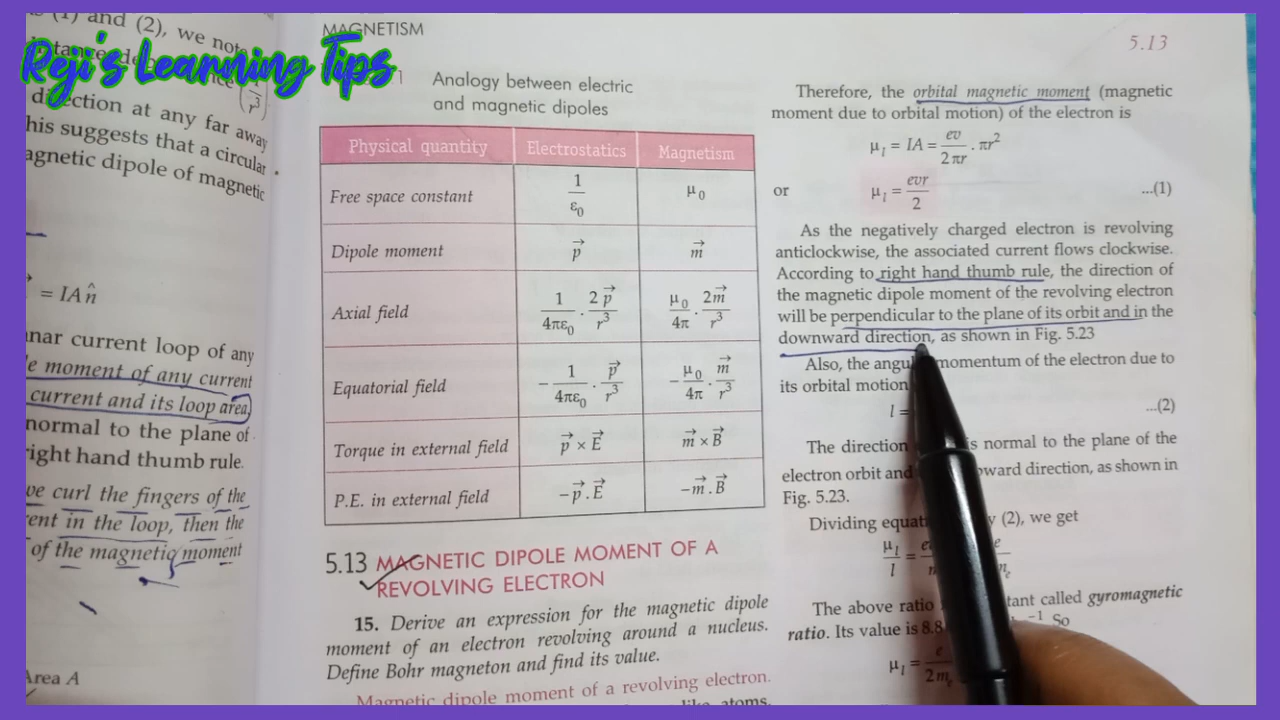 Reji's Learning Tips
(1) and (2), we note
direction at any far away
his suggests that a circular
agnetic dipole of magnetic
= IA n̂
nar current loop of any
moment of any current
current and its loop area
normal to the plane of
right hand thumb rule.
curl the fingers of the
in the loop, then the
of the magnetic moment
Area A
MAGNETISM
5.13
Analogy between electric
and magnetic dipoles
Physical quantity Electrostatics Magnetism
Free space constant 1/ε₀ μ₀
Dipole moment p⃗ m⃗
Axial field 1/4πε₀ · 2p⃗/r³ μ₀/4π · 2m⃗/r³
Equatorial field −1/4πε₀ · p⃗/r³ −μ₀/4π · m⃗/r³
Torque in external field p⃗ × E⃗ m⃗ × B⃗
P.E. in external field −p⃗ . E⃗ −m⃗ . B⃗
5.13 MAGNETIC DIPOLE MOMENT OF A
REVOLVING ELECTRON
15. Derive an expression for the magnetic dipole
moment of an electron revolving around a nucleus.
Define Bohr magneton and find its value.
Magnetic dipole moment of a revolving electron.
like atoms,
Therefore, the orbital magnetic moment (magnetic
moment due to orbital motion) of the electron is
μₗ = IA = ev/2πr · πr²
or μₗ = evr/2 ...(1)
As the negatively charged electron is revolving
anticlockwise, the associated current flows clockwise.
According to right hand thumb rule, the direction of
the magnetic dipole moment of the revolving electron
will be perpendicular to the plane of its orbit and in the
downward direction, as shown in Fig. 5.23
Also, the angular momentum of the electron due to
its orbital motion
l = ...(2)
The direction is normal to the plane of the
electron orbit and direction, as shown in
Fig. 5.23.
Dividing (2), we get
μₗ/l =
The above ratio called gyromagnetic
ratio. Its value is 8.8 So
μₗ = e/2mₑ